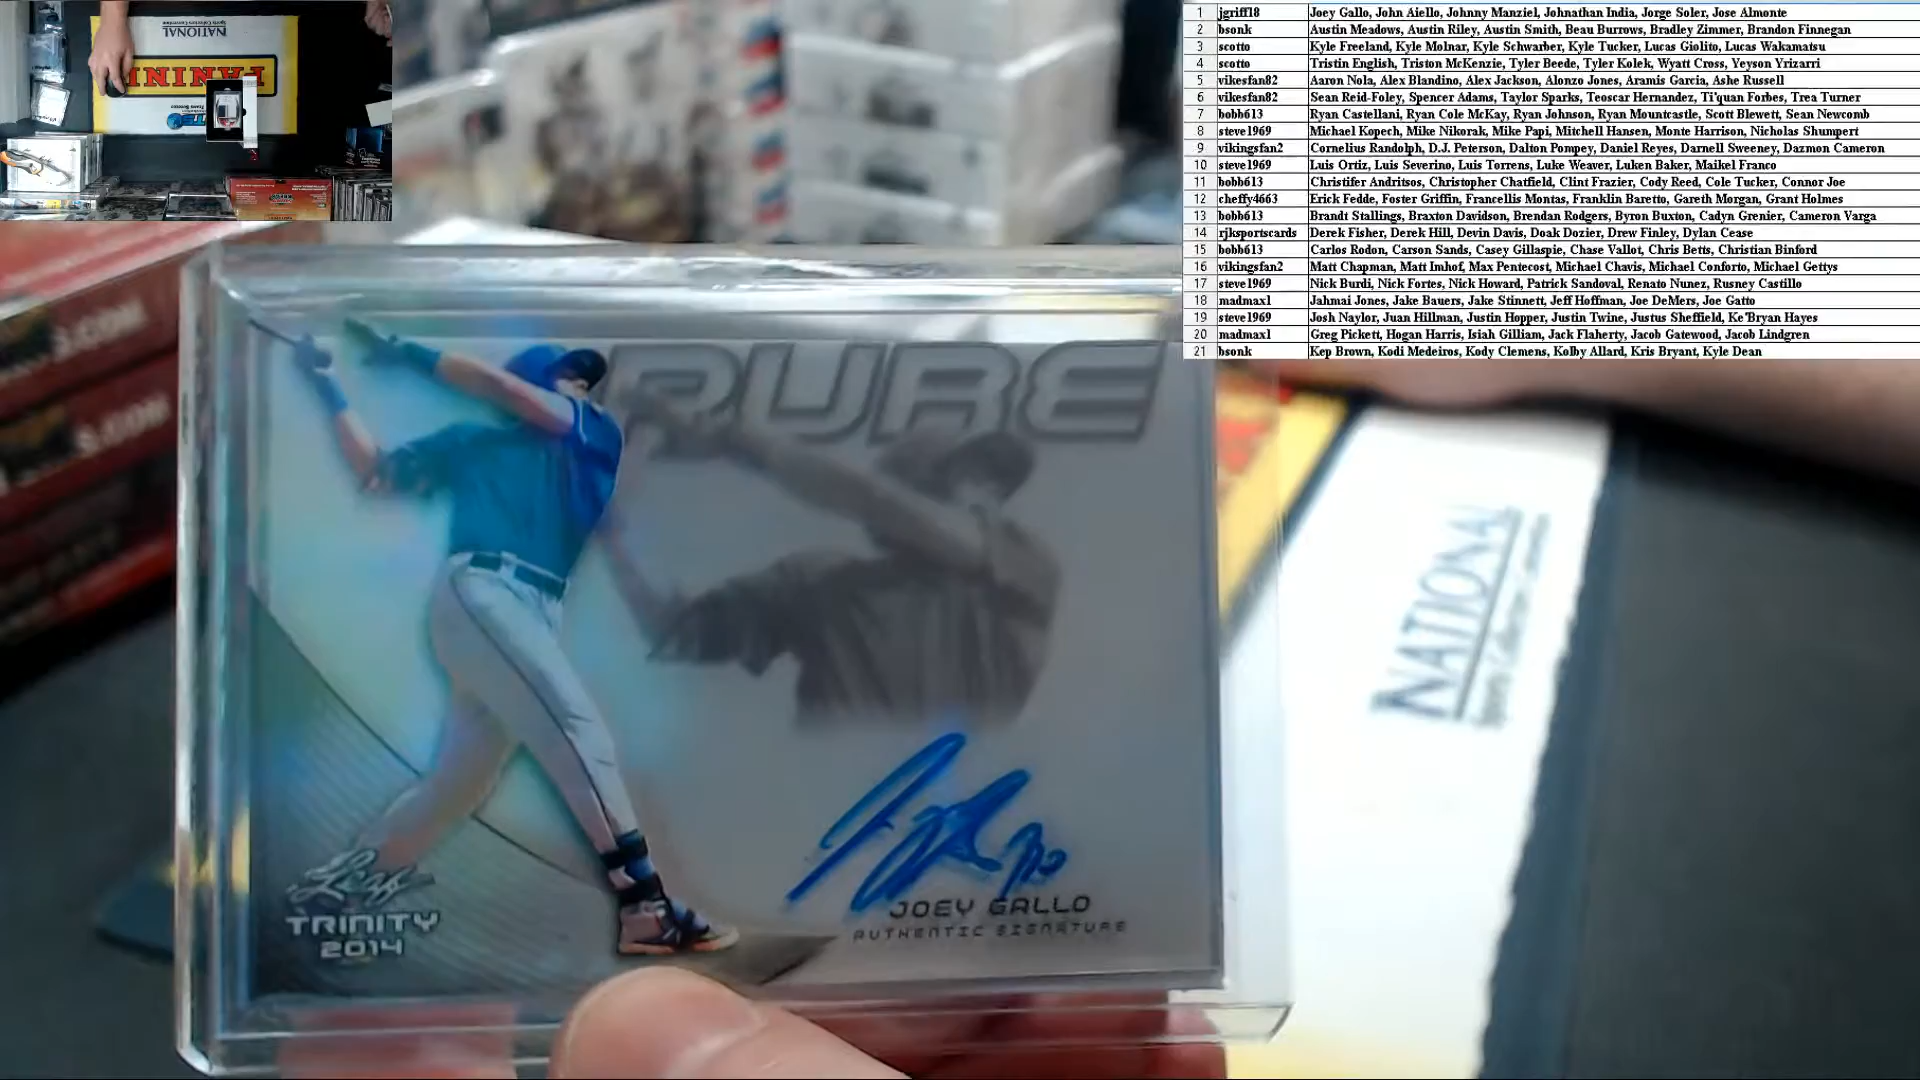 1 jgriff18 Joey Gallo, John Aiello, Johnny Manziel, Johnathan India, Jorge Soler, Jose Almonte
2 bsonk Austin Meadows, Austin Riley, Austin Smith, Beau Burrows, Bradley Zimmer, Brandon Finnegan
3 scotto Kyle Freeland, Kyle Molnar, Kyle Schwarber, Kyle Tucker, Lucas Giolito, Lucas Wakamatsu
4 scotto Tristin English, Triston McKenzie, Tyler Beede, Tyler Kolek, Wyatt Cross, Yeyson Yrizarri
5 vikesfan82 Aaron Nola, Alex Blandino, Alex Jackson, Alonzo Jones, Aramis Garcia, Ashe Russell
6 vikesfan82 Sean Reid-Foley, Spencer Adams, Taylor Sparks, Teoscar Hernandez, Ti'quan Forbes, Trea Turner
7 bobb613 Ryan Castellani, Ryan Cole McKay, Ryan Johnson, Ryan Mountcastle, Scott Blewett, Sean Newcomb
8 steve1969 Michael Kopech, Mike Nikorak, Mike Papi, Mitchell Hansen, Monte Harrison, Nicholas Shumpert
9 vikingsfan2 Cornelius Randolph, D.J. Peterson, Dalton Pompey, Daniel Reyes, Darnell Sweeney, Dazmon Cameron
10 steve1969 Luis Ortiz, Luis Severino, Luis Torrens, Luke Weaver, Luken Baker, Maikel Franco
11 bobb613 Christifer Andritsos, Christopher Chatfield, Clint Frazier, Cody Reed, Cole Tucker, Connor Joe
12 cheffy4663 Erick Fedde, Foster Griffin, Francellis Montas, Franklin Baretto, Gareth Morgan, Grant Holmes
13 bobb613 Brandt Stallings, Braxton Davidson, Brendan Rodgers, Byron Buxton, Cadyn Grenier, Cameron Varga
14 rjksportscards Derek Fisher, Derek Hill, Devin Davis, Doak Dozier, Drew Finley, Dylan Cease
15 bobb613 Carlos Rodon, Carson Sands, Casey Gillaspie, Chase Vallot, Chris Betts, Christian Binford
16 vikingsfan2 Matt Chapman, Matt Imhof, Max Pentecost, Michael Chavis, Michael Conforto, Michael Gettys
17 steve1969 Nick Burdi, Nick Fortes, Nick Howard, Patrick Sandoval, Renato Nunez, Rusney Castillo
18 madmax1 Jahmai Jones, Jake Bauers, Jake Stinnett, Jeff Hoffman, Joe DeMers, Joe Gatto
19 steve1969 Josh Naylor, Juan Hillman, Justin Hopper, Justin Twine, Justus Sheffield, Ke'Bryan Hayes
20 madmax1 Greg Pickett, Hogan Harris, Isiah Gilliam, Jack Flaherty, Jacob Gatewood, Jacob Lindgren
21 bsonk Kep Brown, Kodi Medeiros, Kody Clemens, Kolby Allard, Kris Bryant, Kyle Dean
NATIONAL
PANINI
S.COM
S.COM
PURE
NATIONAL
Leaf
TRINITY
2014
JOEY GALLO
AUTHENTIC SIGNATURE